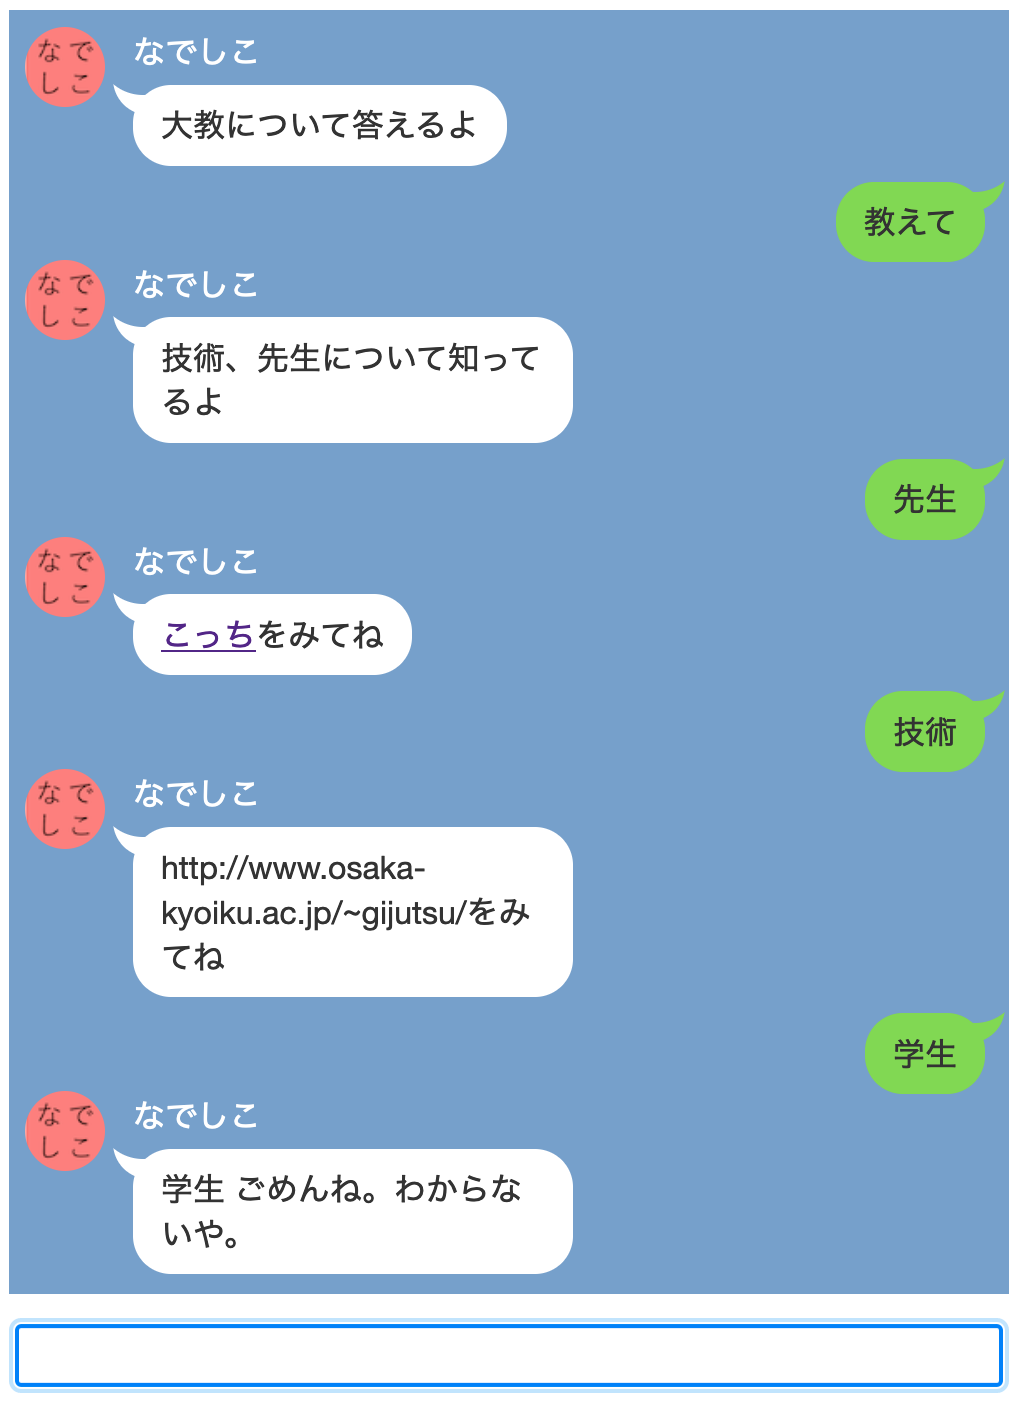 なで
しこ
なでしこ
大教について答えるよ
教えて
なで
しこ
なでしこ
技術、先生について知って
るよ
先生
なで
しこ
なでしこ
こっちをみてね
技術
なで
しこ
なでしこ
http://www.osaka-
kyoiku.ac.jp/~gijutsu/をみ
てね
学生
なで
しこ
なでしこ
学生 ごめんね。わからな
いや。